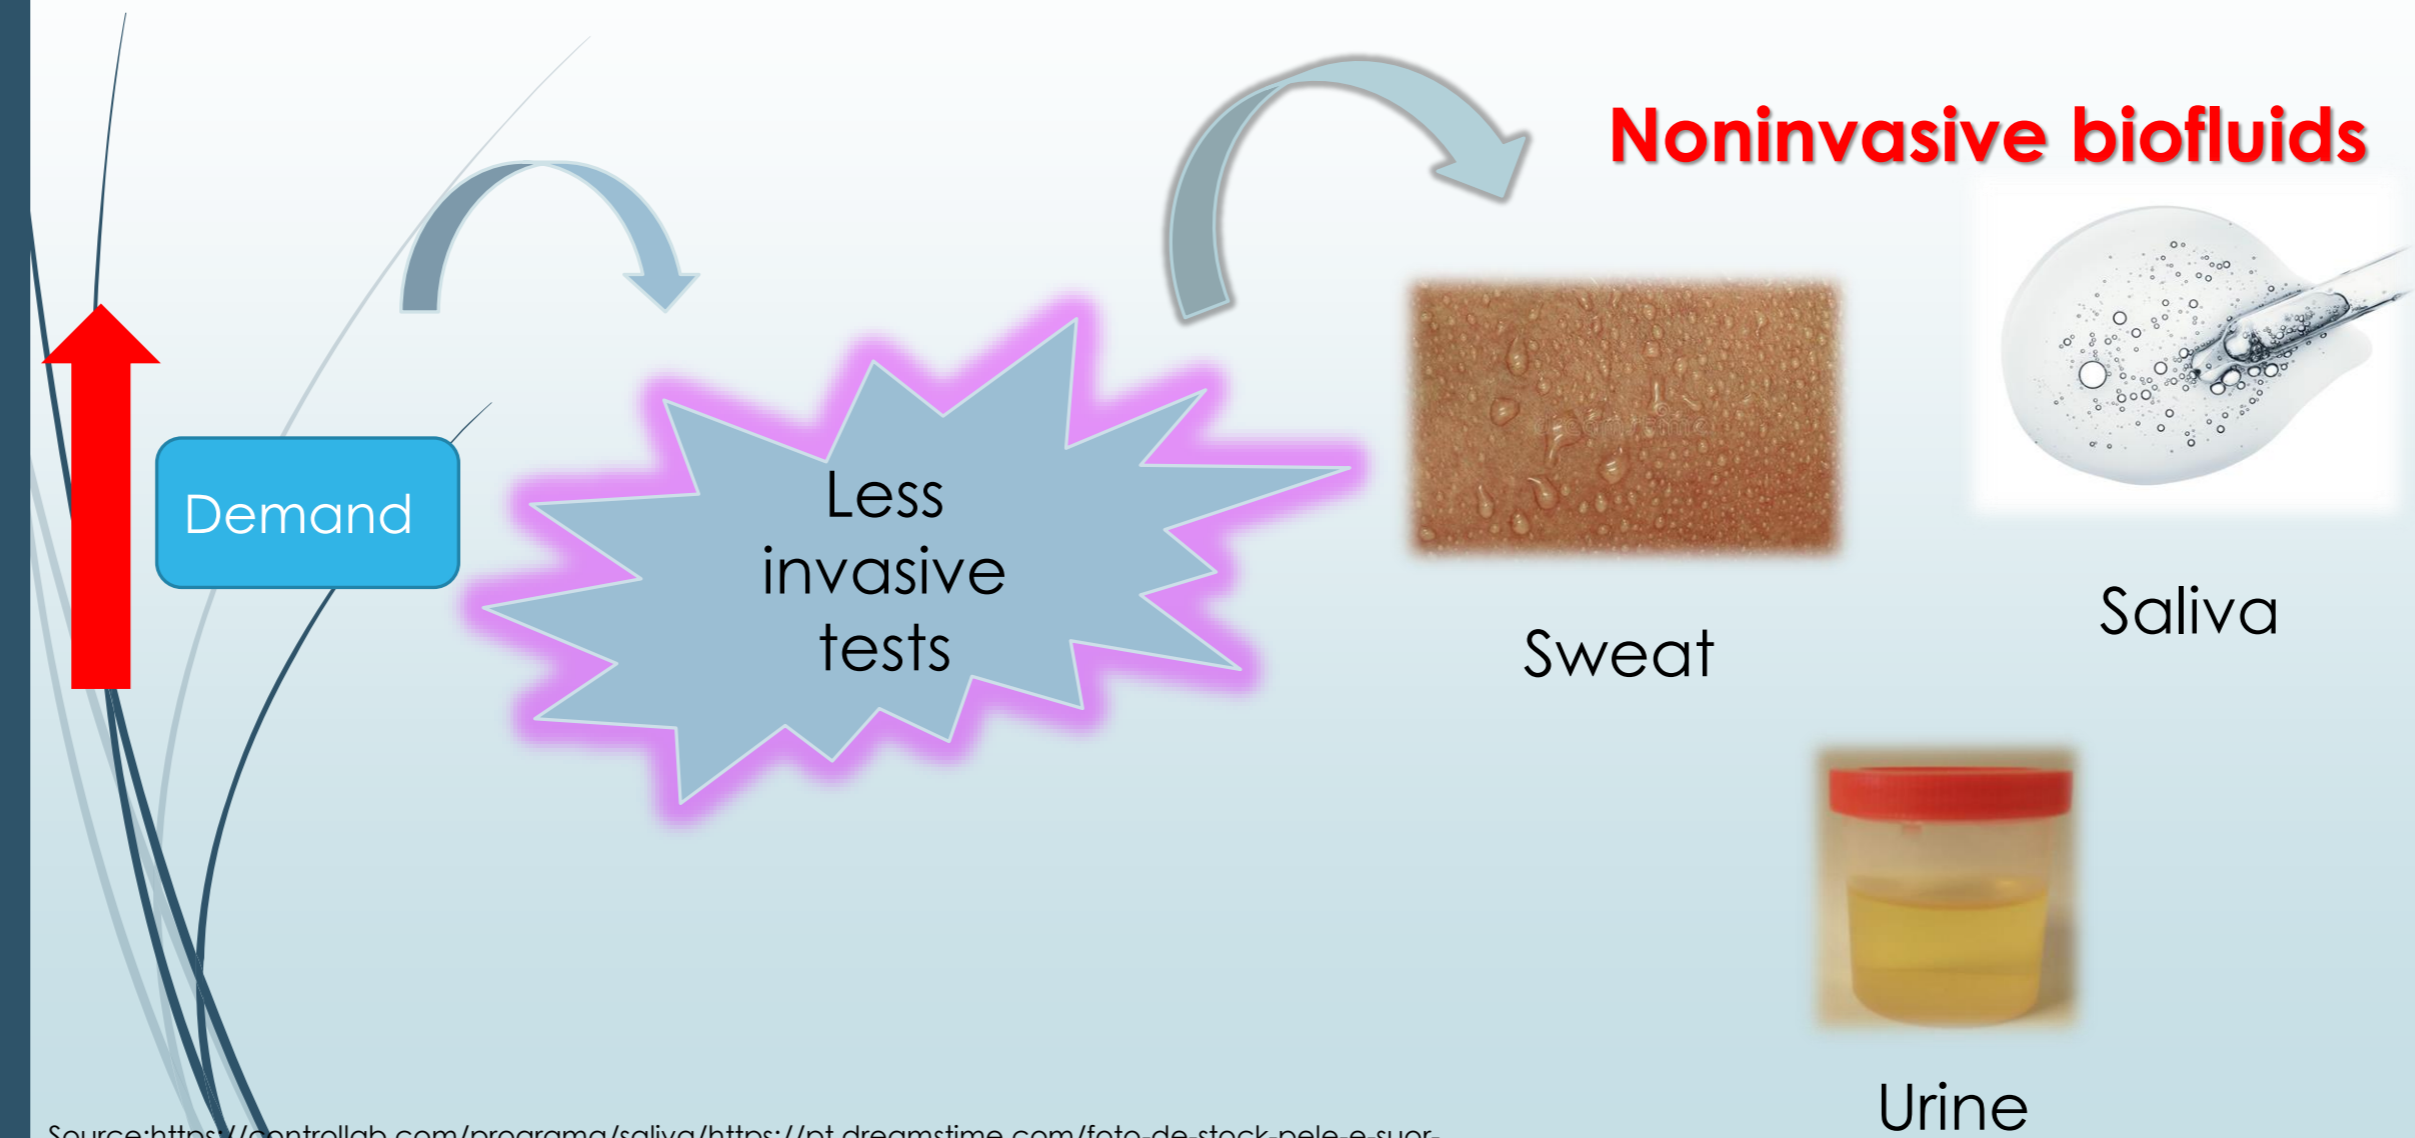 Noninvasive biofluids
Demand
Less
invasive
tests
Sweat
Saliva
Urine
Source:https://controllab.com/programa/saliva/https://pt.dreamstime.com/foto-de-stock-pele-e-suor-